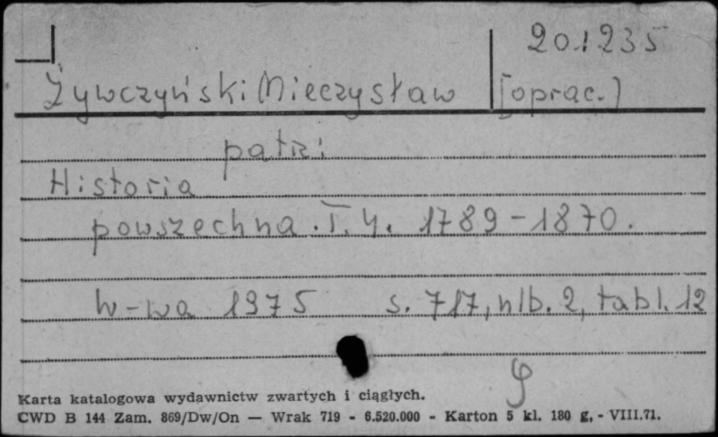 201235
Żywczyński Mieczysław [oprac.]
patrz:
Historia
powszechna. T. 4. 1789-1870.
W-wa 1975 s. 717, nlb. 2, tabl. 12
Karta katalogowa wydawnictw zwartych i ciągłych.
CWD B 144 Zam. 869/Dw/On — Wrak 719 - 6.520.000 - Karton 5 kl. 180 g. - VIII.71.